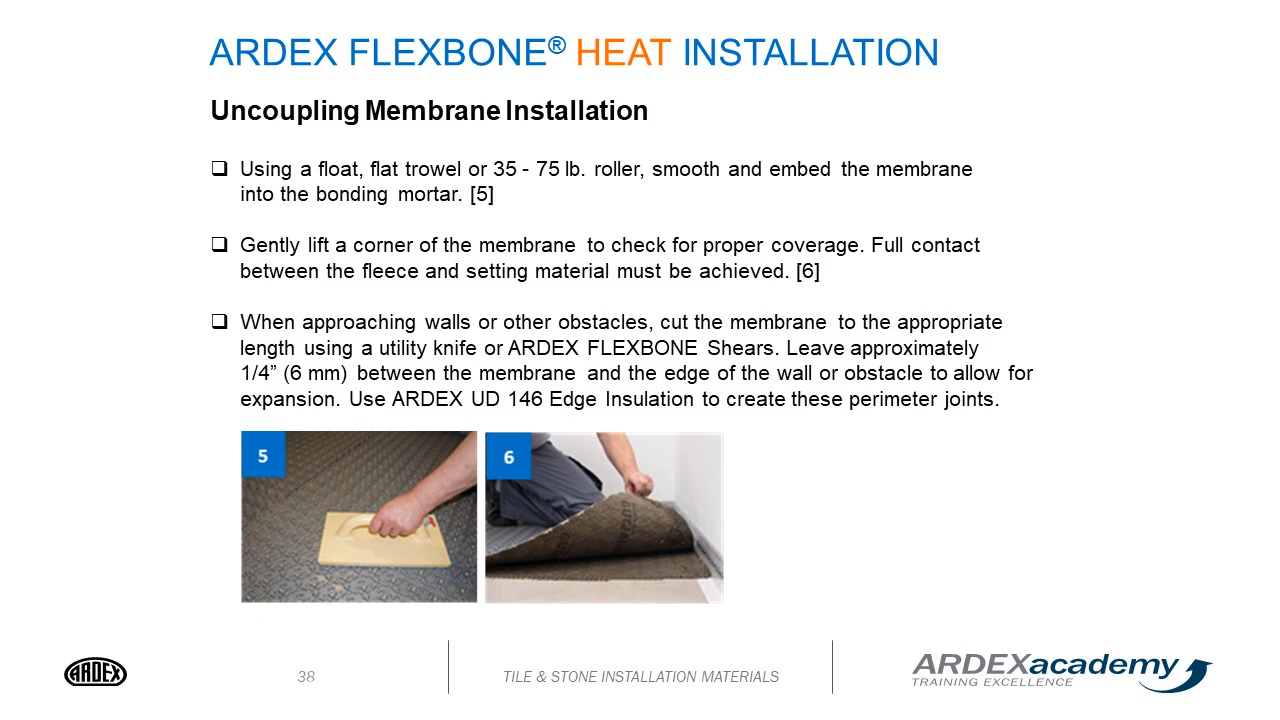 ARDEX FLEXBONE® HEAT INSTALLATION
Uncoupling Membrane Installation
❑ Using a float, flat trowel or 35 - 75 lb. roller, smooth and embed the membrane
into the bonding mortar. [5]
❑ Gently lift a corner of the membrane to check for proper coverage. Full contact
between the fleece and setting material must be achieved. [6]
❑ When approaching walls or other obstacles, cut the membrane to the appropriate
length using a utility knife or ARDEX FLEXBONE Shears. Leave approximately
1/4” (6 mm) between the membrane and the edge of the wall or obstacle to allow for
expansion. Use ARDEX UD 146 Edge Insulation to create these perimeter joints.
5
6
ARDEX
38
TILE & STONE INSTALLATION MATERIALS
ARDEXacademy
TRAINING EXCELLENCE